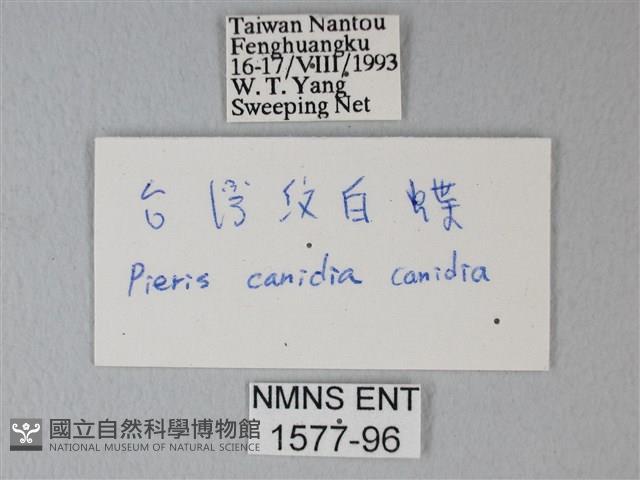 Taiwan Nantou
Fenghuangku
16-17/VIII/1993
W. T. Yang
Sweeping Net
台湾紋白蝶
Pieris canidia canidia
NMNS ENT
1577-96
國立自然科學博物館
NATIONAL MUSEUM OF NATURAL SCIENCE